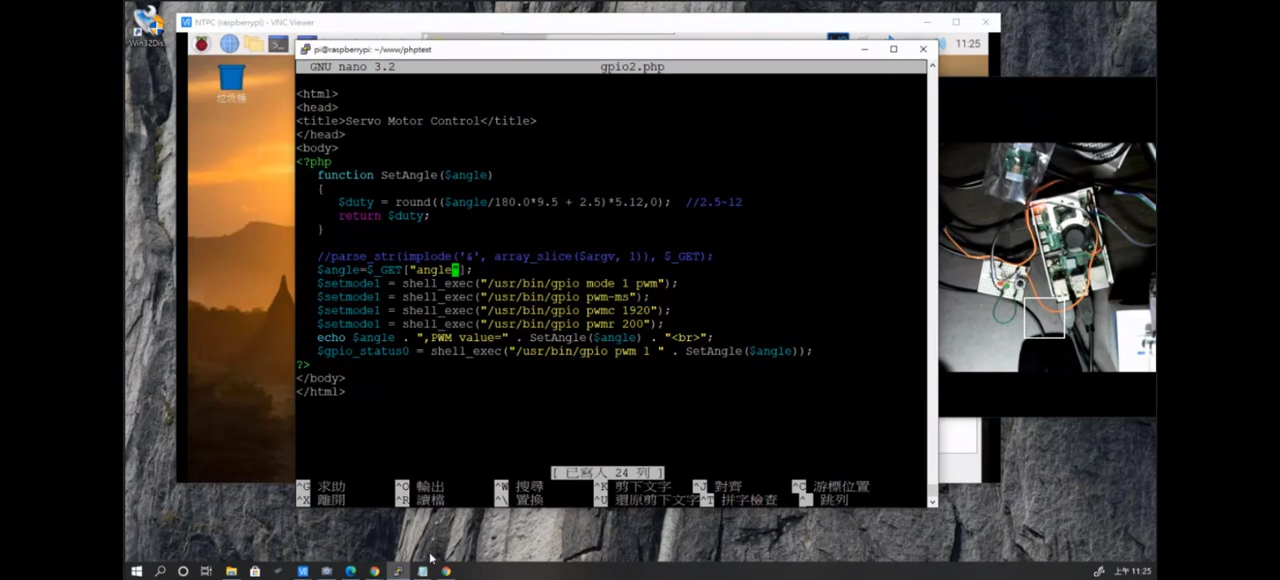 NTPC (raspberrypi) - VNC Viewer
Win32Dis
11:25
垃圾桶
pi@raspberrypi: ~/www/phptest
GNU nano 3.2
gpio2.php
<html>
<head>
<title>Servo Motor Control</title>
</head>
<body>
<?php
function SetAngle($angle)
{
$duty = round(($angle/180.0*9.5 + 2.5)*5.12,0); //2.5~12
return $duty;
}
//parse_str(implode('&', array_slice($argv, 1)), $_GET);
$angle=$_GET["angle"];
$setmode1 = shell_exec("/usr/bin/gpio mode 1 pwm");
$setmode1 = shell_exec("/usr/bin/gpio pwm-ms");
$setmode1 = shell_exec("/usr/bin/gpio pwmc 1920");
$setmode1 = shell_exec("/usr/bin/gpio pwmr 200");
echo $angle . ",PWM value=" . SetAngle($angle) . "<br>";
$gpio_status0 = shell_exec("/usr/bin/gpio pwm 1 " . SetAngle($angle));
?>
</body>
</html>
[ 已寫入 24 列 ]
^G 求助 ^O 輸出 ^W 搜尋 ^K 剪下文字 ^J 對齊 ^C 游標位置
^X 離開 ^R 讀檔 ^\ 置換 ^U 還原剪下文字 ^T 拼字檢查 ^_ 跳列
上午 11:25